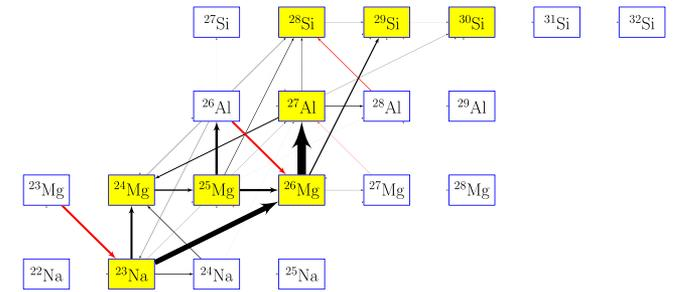 ²⁷Si ²⁸Si ²⁹Si ³⁰Si ³¹Si ³²Si
²⁶Al ²⁷Al ²⁸Al ²⁹Al
²³Mg ²⁴Mg ²⁵Mg ²⁶Mg ²⁷Mg ²⁸Mg
²²Na ²³Na ²⁴Na ²⁵Na